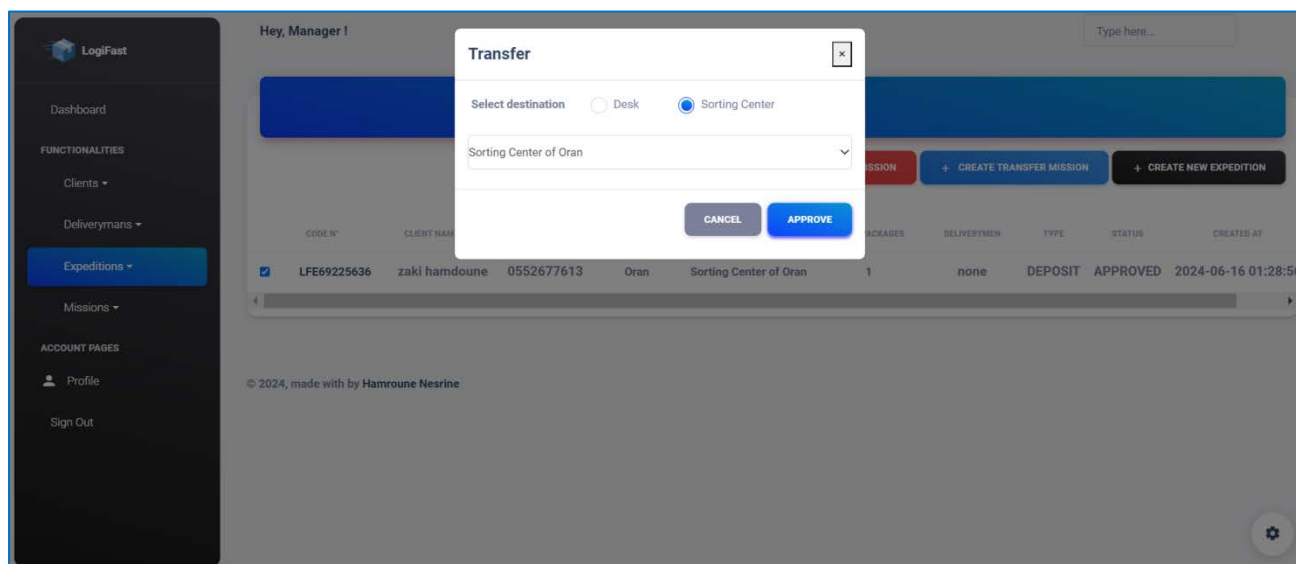 LogiFast
Dashboard
FUNCTIONALITIES
Clients
Deliverymans
Expeditions
Missions
ACCOUNT PAGES
Profile
Sign Out
Hey, Manager !
Type here...
Transfer
×
Select destination Desk Sorting Center
Sorting Center of Oran
CANCEL APPROVE
+ CREATE TRANSFER MISSION + CREATE NEW EXPEDITION
CODE N° CLIENT NAM PACKAGES DELIVERYMEN TYPE STATUS CREATED AT
LFE69225636 zaki hamdoune 0552677613 Oran Sorting Center of Oran 1 none DEPOSIT APPROVED 2024-06-16 01:28:5
© 2024, made with by Hamroune Nesrine